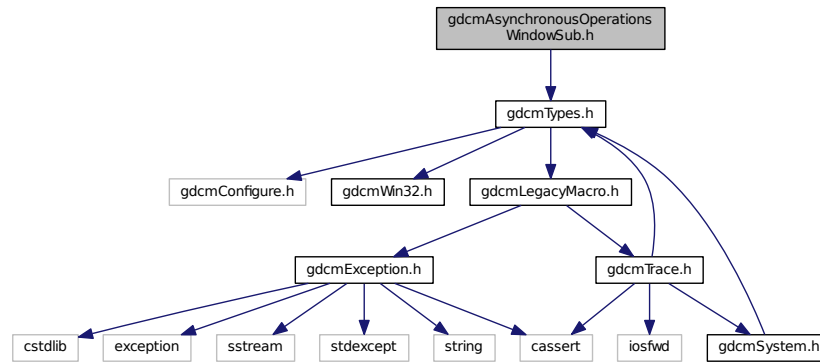 gdcmAsynchronousOperations
WindowSub.h
gdcmTypes.h
gdcmConfigure.h
gdcmWin32.h
gdcmLegacyMacro.h
gdcmException.h
gdcmTrace.h
cstdlib
exception
sstream
stdexcept
string
cassert
iosfwd
gdcmSystem.h